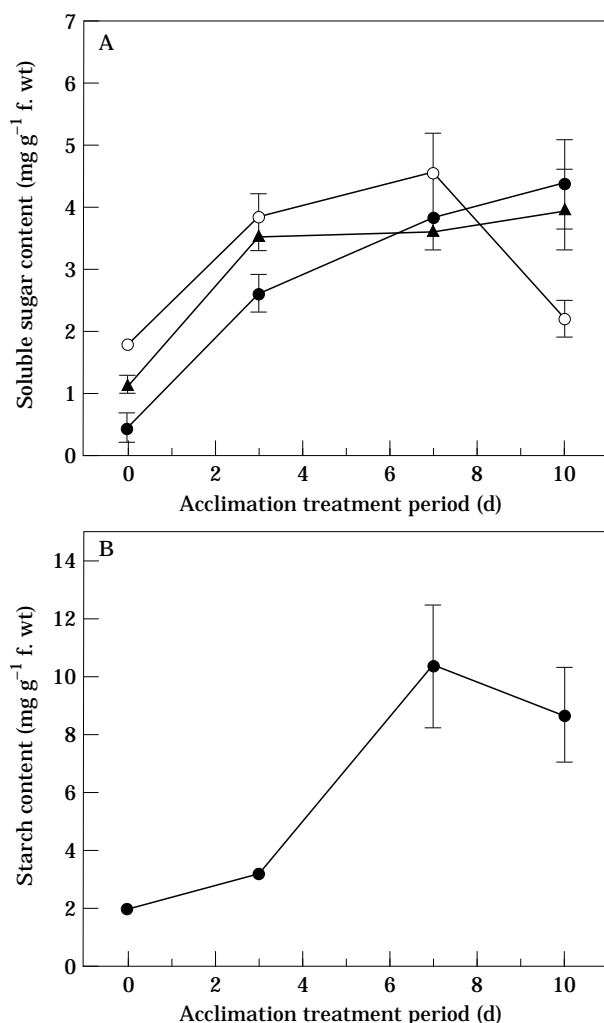 7
A
6
5
4
3
2
1
0
Soluble sugar content (mg g⁻¹ f. wt)
0 2 4 6 8 10
Acclimation treatment period (d)
B
14
12
10
8
6
4
2
0
Starch content (mg g⁻¹ f. wt)
0 2 4 6 8 10
Acclimation treatment period (d)